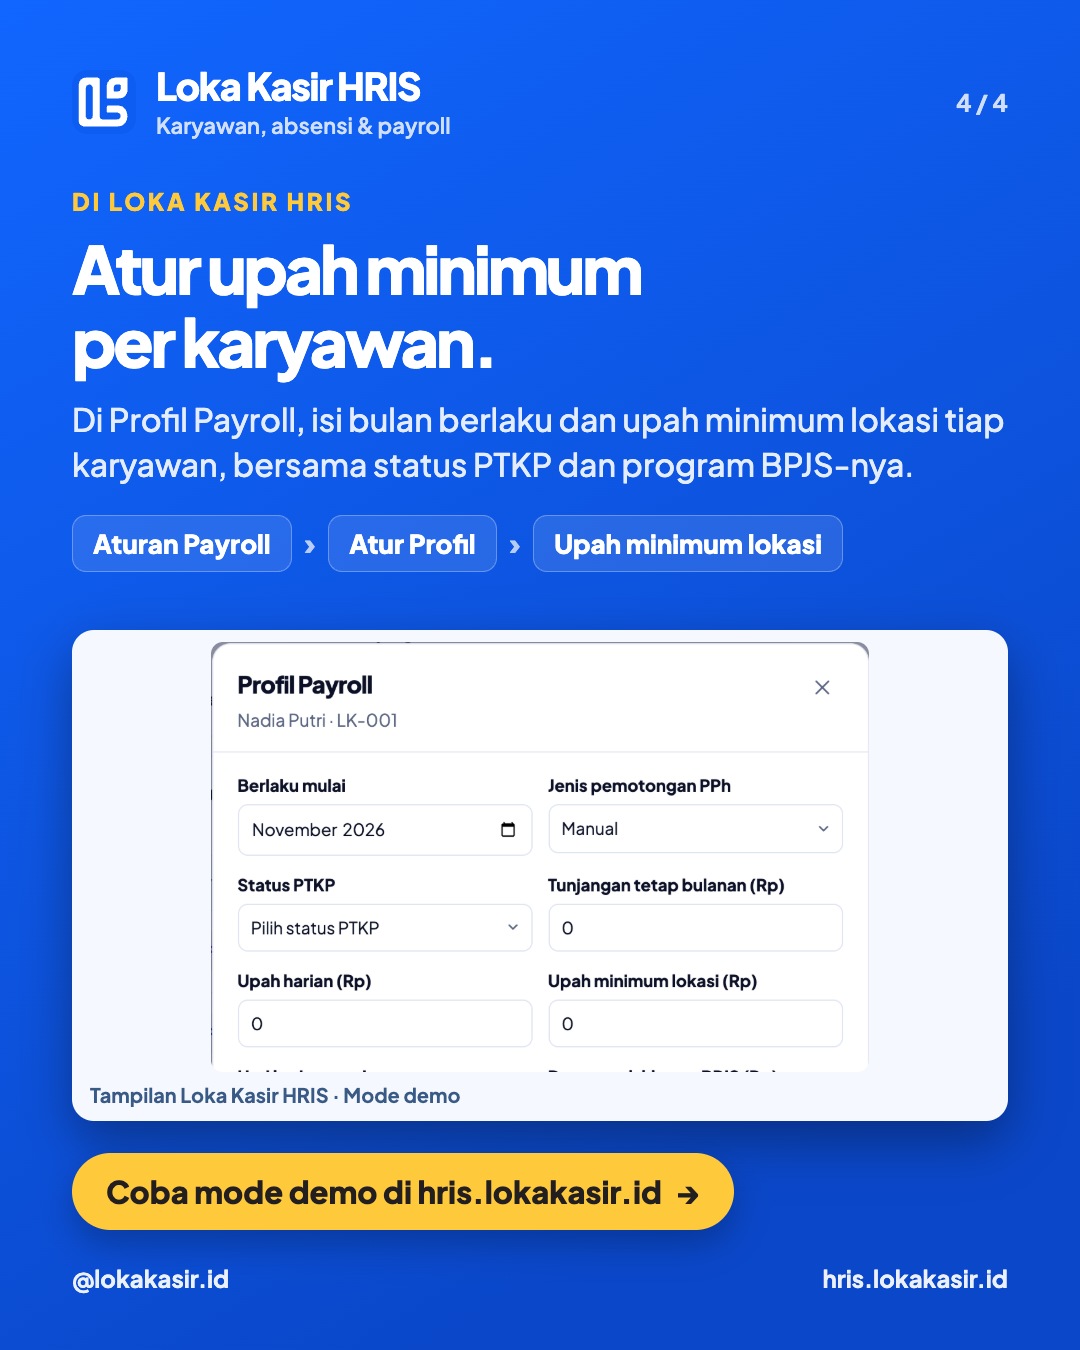 Loka Kasir HRIS
Karyawan, absensi & payroll
4 / 4
DI LOKA KASIR HRIS
Atur upah minimum
per karyawan.
Di Profil Payroll, isi bulan berlaku dan upah minimum lokasi tiap
karyawan, bersama status PTKP dan program BPJS-nya.
Aturan Payroll › Atur Profil › Upah minimum lokasi
Profil Payroll
Nadia Putri · LK-001
Berlaku mulai
Jenis pemotongan PPh
November 2026
Manual
Status PTKP
Tunjangan tetap bulanan (Rp)
Pilih status PTKP
0
Upah harian (Rp)
Upah minimum lokasi (Rp)
0
0
Tampilan Loka Kasir HRIS · Mode demo
Coba mode demo di hris.lokakasir.id →
@lokakasir.id
hris.lokakasir.id